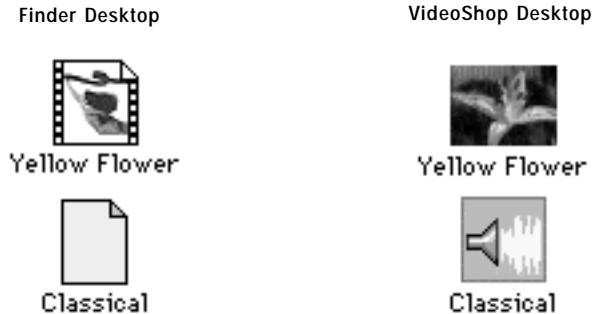 Finder Desktop
VideoShop Desktop
Yellow Flower
Yellow Flower
Classical
Classical